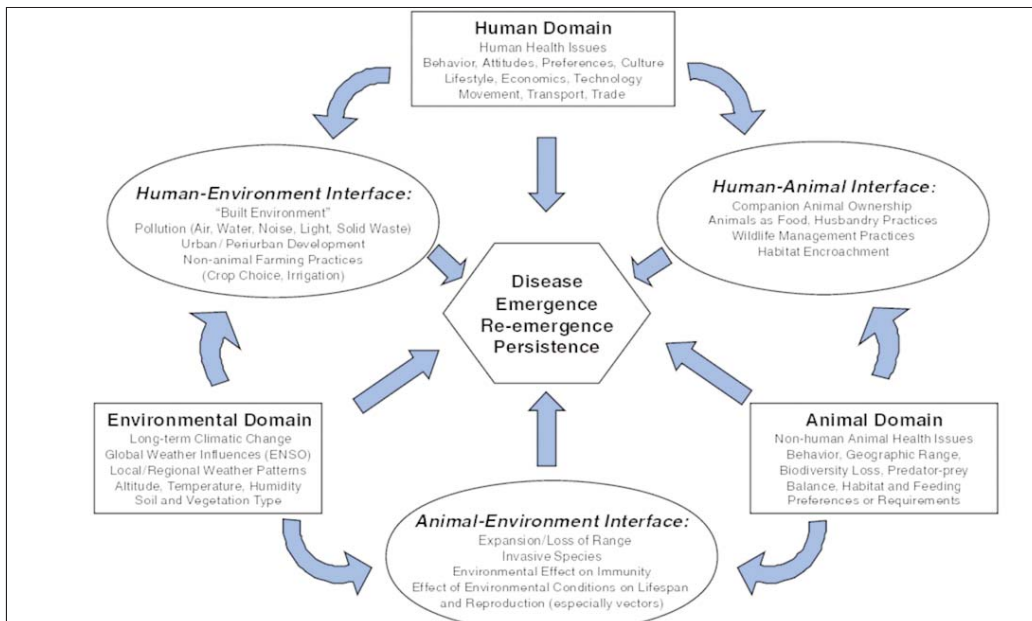 Human Domain
Human Health Issues
Behavior, Attitudes, Preferences, Culture
Lifestyle, Economics, Technology
Movement, Transport, Trade
Human-Environment Interface:
"Built Environment"
Pollution (Air, Water, Noise, Light, Solid Waste)
Urban/ Periurban Development
Non-animal Farming Practices
(Crop Choice, Irrigation)
Human-Animal Interface:
Companion Animal Ownership
Animals as Food, Husbandry Practices
Wildlife Management Practices
Habitat Encroachment
Disease
Emergence
Re-emergence
Persistence
Environmental Domain
Long-term Climatic Change
Global Weather Influences (ENSO)
Local/Regional Weather Patterns
Altitude, Temperature, Humidity
Soil and Vegetation Type
Animal Domain
Non-human Animal Health Issues
Behavior, Geographic Range,
Biodiversity Loss, Predator-prey
Balance, Habitat and Feeding
Preferences or Requirements
Animal-Environment Interface:
Expansion/Loss of Range
Invasive Species
Environmental Effect on Immunity
Effect of Environmental Conditions on Lifespan
and Reproduction (especially vectors)